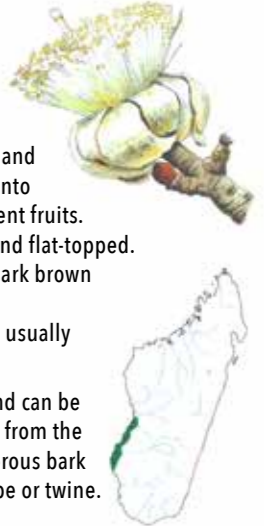 and
nto
ent fruits.
nd flat-topped.
ark brown
usually
nd can be
from the
rous bark
pe or twine.